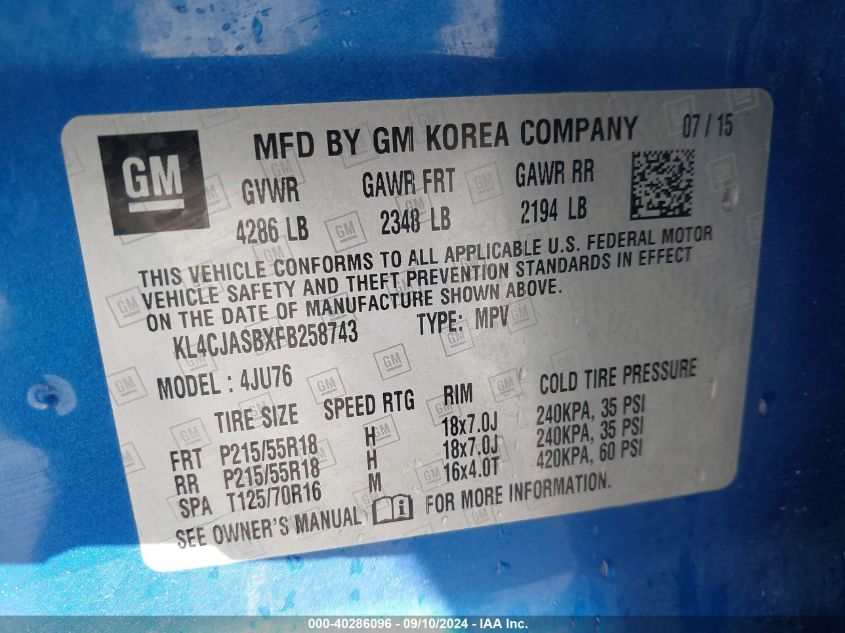 GM
MFD BY GM KOREA COMPANY 07/15
GVWR GAWR FRT GAWR RR
4286 LB 2348 LB 2194 LB
THIS VEHICLE CONFORMS TO ALL APPLICABLE U.S. FEDERAL MOTOR
VEHICLE SAFETY AND THEFT PREVENTION STANDARDS IN EFFECT
ON THE DATE OF MANUFACTURE SHOWN ABOVE.
KL4CJASBXFB258743 TYPE: MPV
MODEL: 4JU76
TIRE SIZE SPEED RTG RIM COLD TIRE PRESSURE
FRT P215/55R18 H 18x7.0J 240KPA, 35 PSI
RR P215/55R18 H 18x7.0J 240KPA, 35 PSI
SPA T125/70R16 M 16x4.0T 420KPA, 60 PSI
SEE OWNER'S MANUAL FOR MORE INFORMATION.
000-40286096 - 09/10/2024 - IAA Inc.